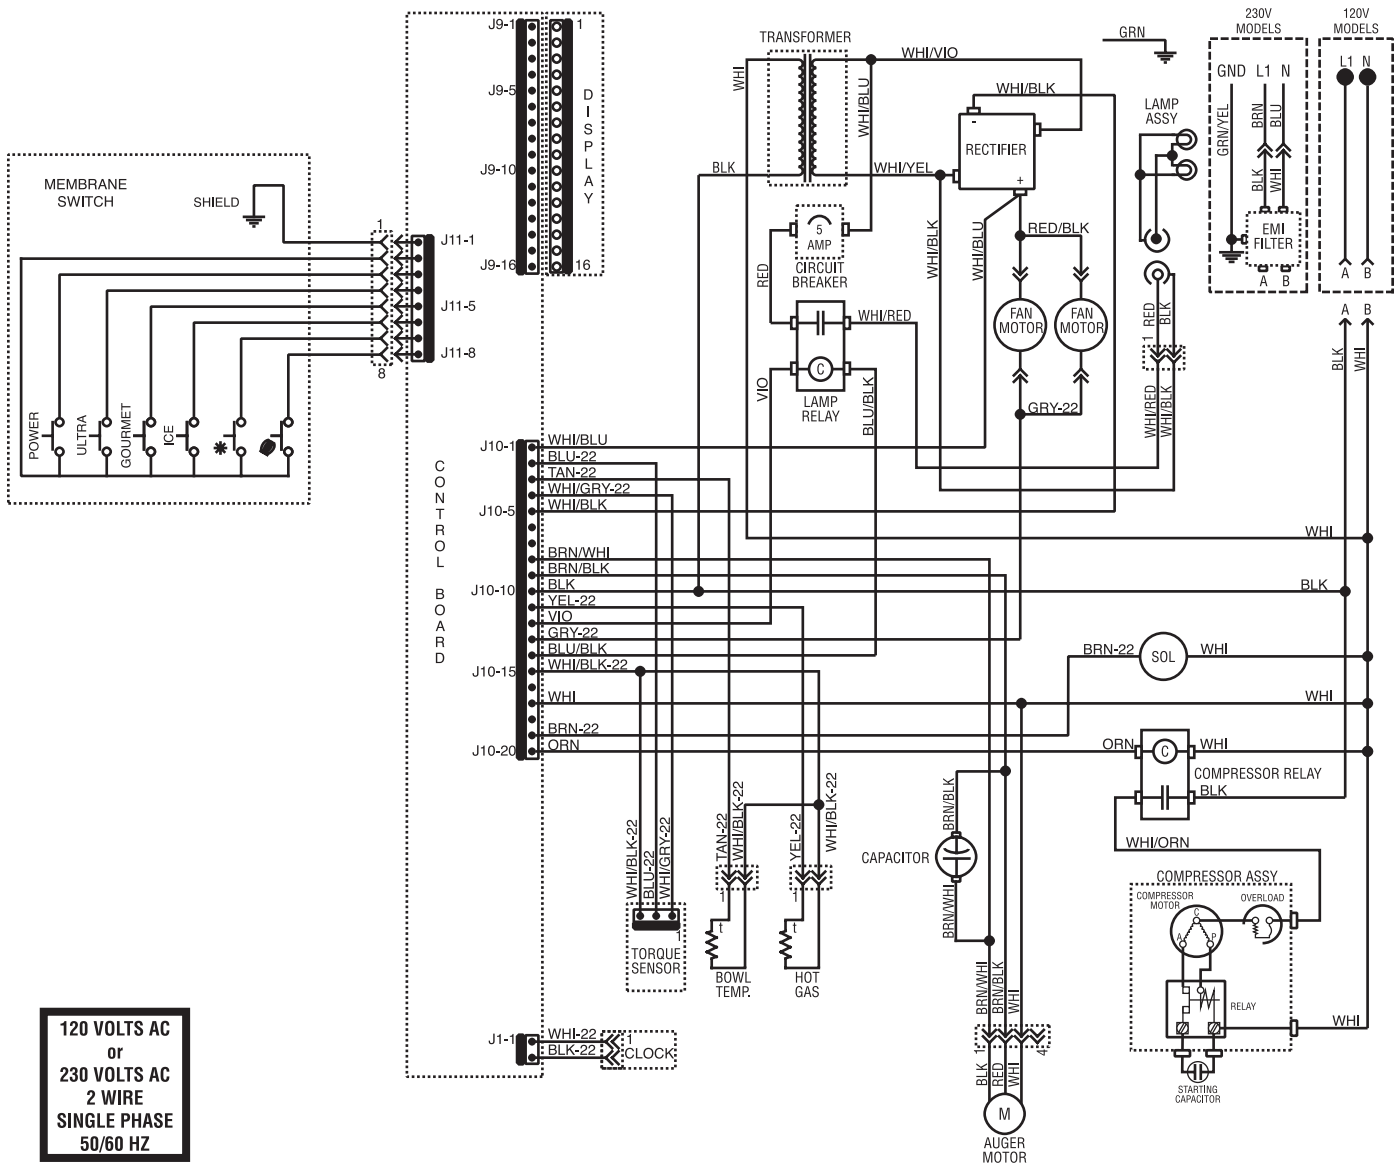 J9-1
J9-5
J9-10
J9-16
1
16
DISPLAY
MEMBRANE
SWITCH
SHIELD
1
8
J11-1
J11-5
J11-8
POWER
ULTRA
GOURMET
ICE
CONTROL BOARD
TRANSFORMER
WHI
BLK
WHI/VIO
WHI/BLU
WHI/YEL
WHI/BLK
RECTIFIER
-
+
GRN
LAMP
ASSY
230V
MODELS
GND
L1
N
GRN/YEL
BRN
BLU
BLK
WHI
EMI
FILTER
A
B
120V
MODELS
L1
N
A
B
A
B
BLK
WHI
5
AMP
CIRCUIT
BREAKER
RED
WHI/RED
C
LAMP
RELAY
VIO
BLU/BLK
WHI/BLK
WHI/BLU
RED/BLK
FAN
MOTOR
FAN
MOTOR
GRY-22
RED
BLK
1
WHI/RED
WHI/BLK
J10-1
J10-5
J10-10
J10-15
J10-20
WHI/BLU
BLU-22
TAN-22
WHI/GRY-22
WHI/BLK
BRN/WHI
BRN/BLK
BLK
YEL-22
VIO
GRY-22
BLU/BLK
WHI/BLK-22
WHI
BRN-22
ORN
WHI
BLK
BRN-22
SOL
WHI
WHI
ORN
C
WHI
COMPRESSOR RELAY
BLK
WHI/ORN
WHI/BLK-22
BLU-22
WHI/GRY-22
1
TORQUE
SENSOR
TAN-22
WHI/BLK-22
1
t
BOWL
TEMP.
YEL-22
WHI/BLK-22
1
t
HOT
GAS
CAPACITOR
BRN/BLK
BRN/WHI
BRN/WHI
BRN/BLK
WHI
1
4
BLK
RED
WHI
M
AUGER
MOTOR
COMPRESSOR ASSY
COMPRESSOR
MOTOR
OVERLOAD
C
A
P
RELAY
WHI
STARTING
CAPACITOR
J1-1
WHI-22
BLK-22
1
CLOCK
120 VOLTS AC
or
230 VOLTS AC
2 WIRE
SINGLE PHASE
50/60 HZ